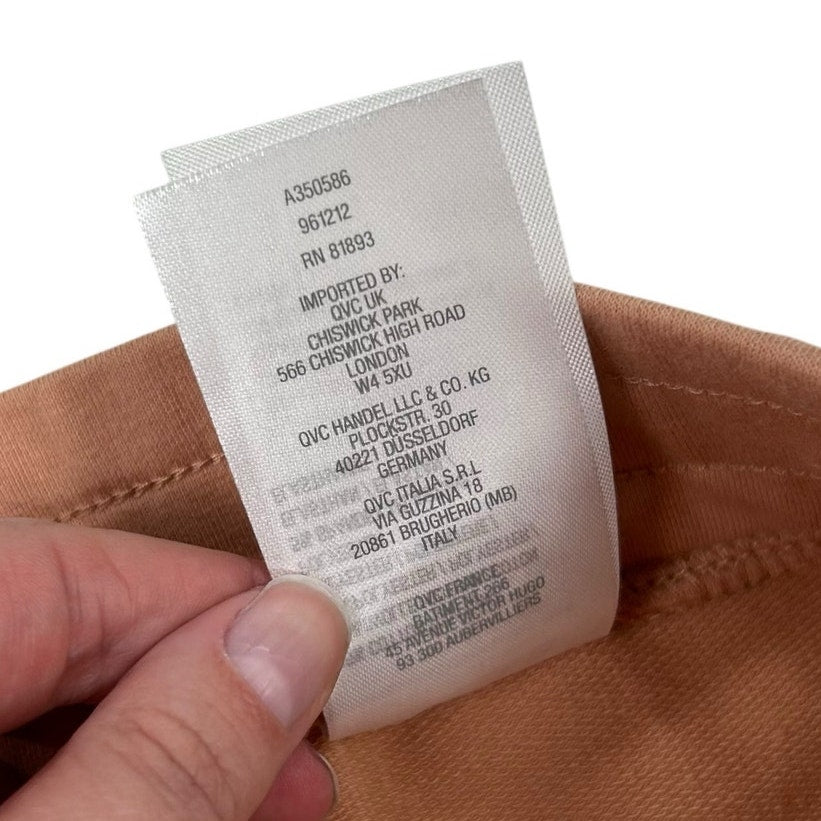 A350586
961212
RN 81893
IMPORTED BY:
QVC UK
CHISWICK PARK
566 CHISWICK HIGH ROAD
LONDON
W4 5XU
QVC HANDEL LLC & CO. KG
PLOCKSTR. 30
40221 DÜSSELDORF
GERMANY
QVC ITALIA S.R.L
VIA GUZZINA 18
20861 BRUGHERIO (MB)
ITALY
QVC FRANCE
BATIMENT 266
45 AVENUE VICTOR HUGO
93 300 AUBERVILLIERS